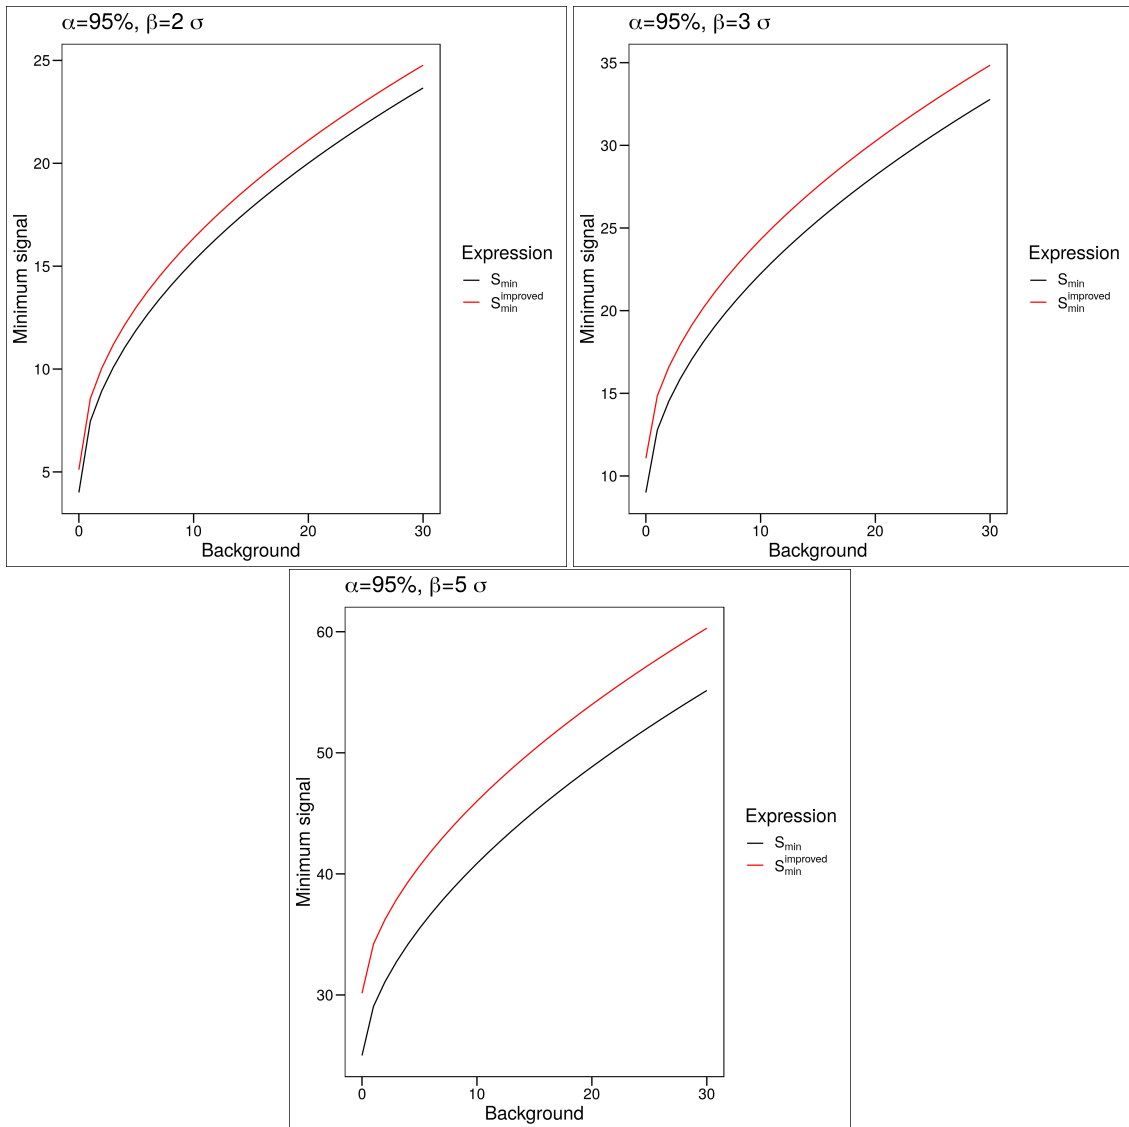 α=95%, β=2 σ
25
20
15
10
5
Minimum signal
0
10
20
30
Background
Expression
S_min
S_min^improved
α=95%, β=3 σ
35
30
25
20
15
10
Minimum signal
0
10
20
30
Background
Expression
S_min
S_min^improved
α=95%, β=5 σ
60
50
40
30
Minimum signal
0
10
20
30
Background
Expression
S_min
S_min^improved